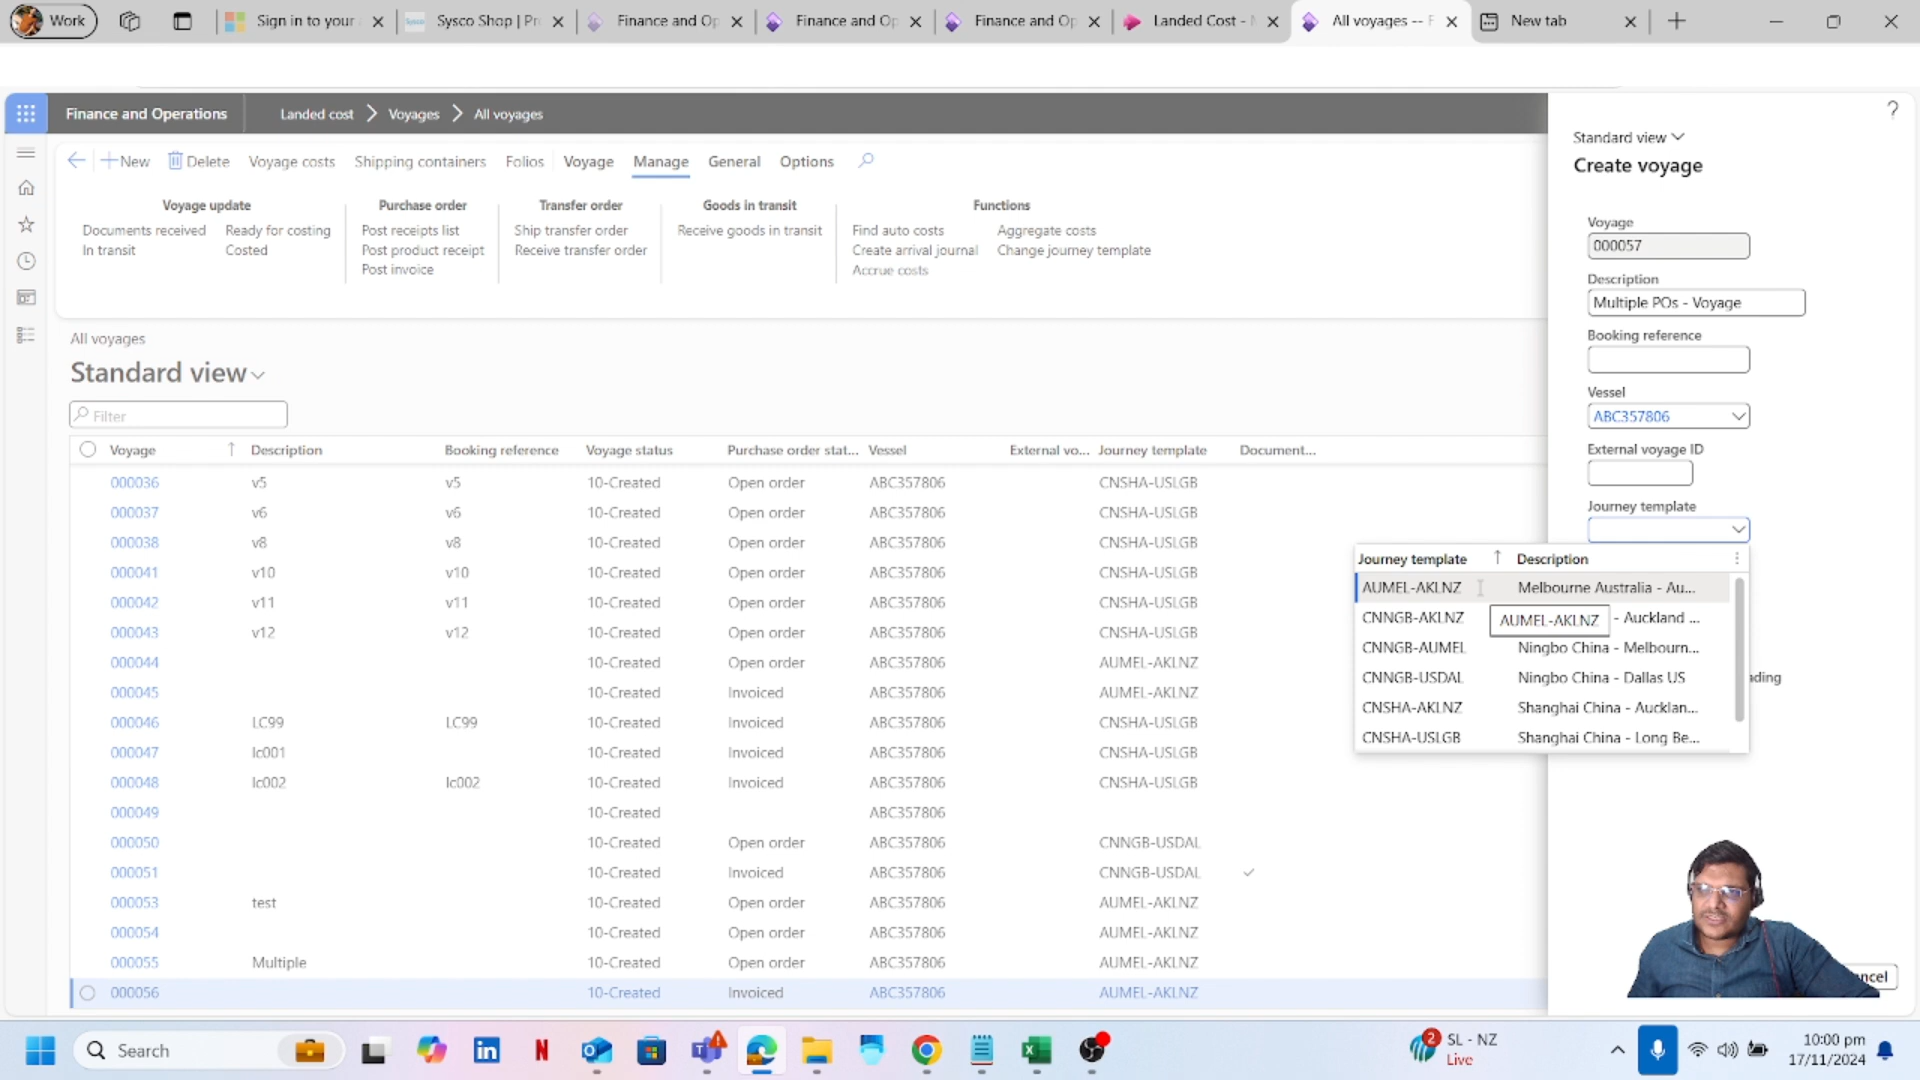 Work
Sign in to your
Sysco Shop | Pr
Finance and Op
Finance and Op
Finance and Op
Landed Cost - M
All voyages -- F
New tab
Finance and Operations
Landed cost > Voyages > All voyages
New
Delete
Voyage costs
Shipping containers
Folios
Voyage
Manage
General
Options
Voyage update
Purchase order
Transfer order
Goods in transit
Functions
Documents received
Ready for costing
Post receipts list
Ship transfer order
Receive goods in transit
Find auto costs
Aggregate costs
In transit
Costed
Post product receipt
Receive transfer order
Create arrival journal
Change journey template
Post invoice
Accrue costs
All voyages
Standard view
Filter
Voyage Description Booking reference Voyage status Purchase order stat... Vessel External vo... Journey template Document...
000036 v5 v5 10-Created Open order ABC357806 CNSHA-USLGB
000037 v6 v6 10-Created Open order ABC357806 CNSHA-USLGB
000038 v8 v8 10-Created Open order ABC357806 CNSHA-USLGB
000041 v10 v10 10-Created Open order ABC357806 CNSHA-USLGB
000042 v11 v11 10-Created Open order ABC357806 CNSHA-USLGB
000043 v12 v12 10-Created Open order ABC357806 CNSHA-USLGB
000044 10-Created Open order ABC357806 AUMEL-AKLNZ
000045 10-Created Invoiced ABC357806 AUMEL-AKLNZ
000046 LC99 LC99 10-Created Invoiced ABC357806 CNSHA-USLGB
000047 lc001 10-Created Invoiced ABC357806 CNSHA-USLGB
000048 lc002 lc002 10-Created Invoiced ABC357806 CNSHA-USLGB
000049 10-Created ABC357806
000050 10-Created Open order ABC357806 CNNGB-USDAL
000051 10-Created Invoiced ABC357806 CNNGB-USDAL
000053 test 10-Created Open order ABC357806 AUMEL-AKLNZ
000054 10-Created Open order ABC357806 AUMEL-AKLNZ
000055 Multiple 10-Created Open order ABC357806 AUMEL-AKLNZ
000056 10-Created Invoiced ABC357806 AUMEL-AKLNZ
?
Standard view
Create voyage
Voyage
000057
Description
Multiple POs - Voyage
Booking reference
Vessel
ABC357806
External voyage ID
Journey template
Journey template Description
AUMEL-AKLNZ Melbourne Australia - Au...
CNNGB-AKLNZ - Auckland ...
AUMEL-AKLNZ
CNNGB-AUMEL Ningbo China - Melbourn...
CNNGB-USDAL Ningbo China - Dallas US
CNSHA-AKLNZ Shanghai China - Aucklan...
CNSHA-USLGB Shanghai China - Long Be...
ading
ncel
Search
2
SL - NZ
Live
10:00 pm
17/11/2024